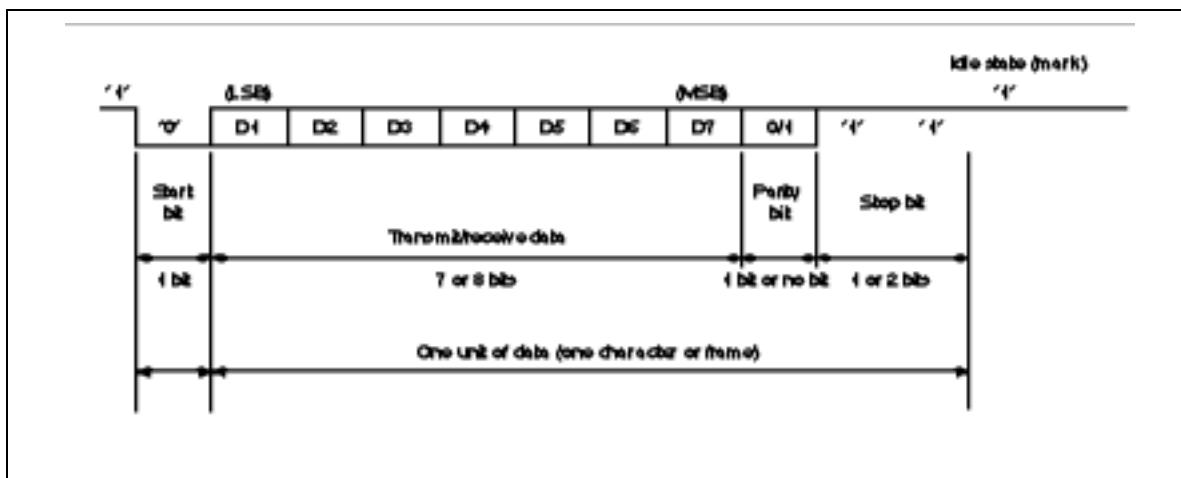 Idle state (mark)
'1' (LSB) (MSB) '1'
'0' D1 D2 D3 D4 D5 D6 D7 0/1 '1' '1'
Start bit
Parity bit
Stop bit
Transmit/receive data
1 bit 7 or 8 bits 1 bit or no bit 1 or 2 bits
One unit of data (one character or frame)